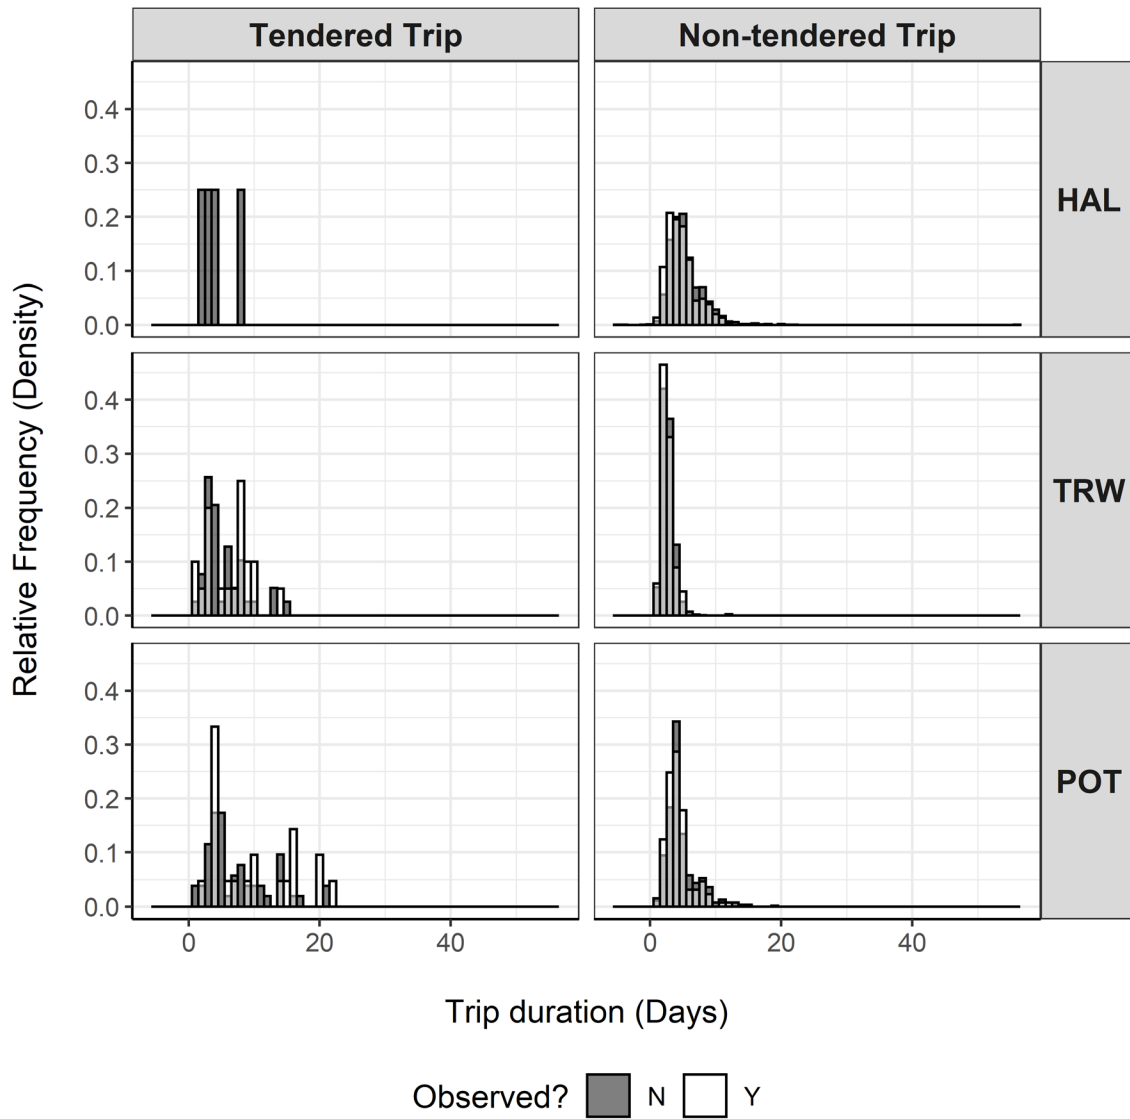 Tendered Trip
Non-tendered Trip
Relative Frequency (Density)
0.4
0.3
0.2
0.1
0.0
HAL
0.4
0.3
0.2
0.1
0.0
TRW
0.4
0.3
0.2
0.1
0.0
POT
0 20 40
0 20 40
Trip duration (Days)
Observed? N Y